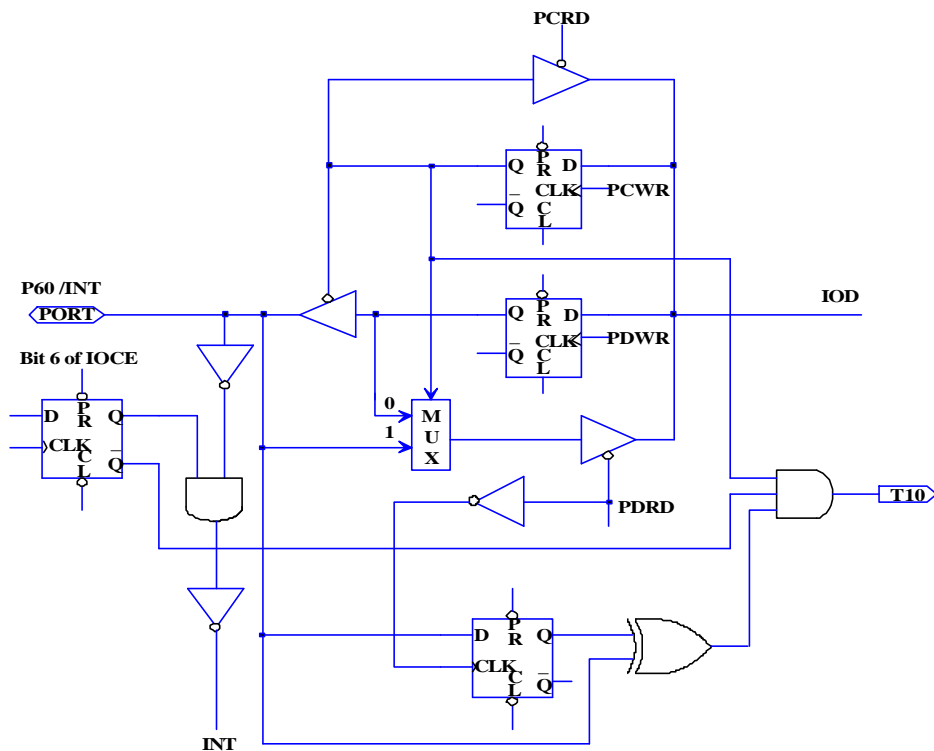 PCRD
Q P R D
CLK PCWR
Q̅ C L
P60 /INT
PORT
Q P R D
CLK PDWR
Q̅ C L
IOD
Bit 6 of IOCE
D P R Q
CLK
C L Q̅
0
1
M U X
PDRD
T10
D P R Q
CLK
C L Q̅
INT